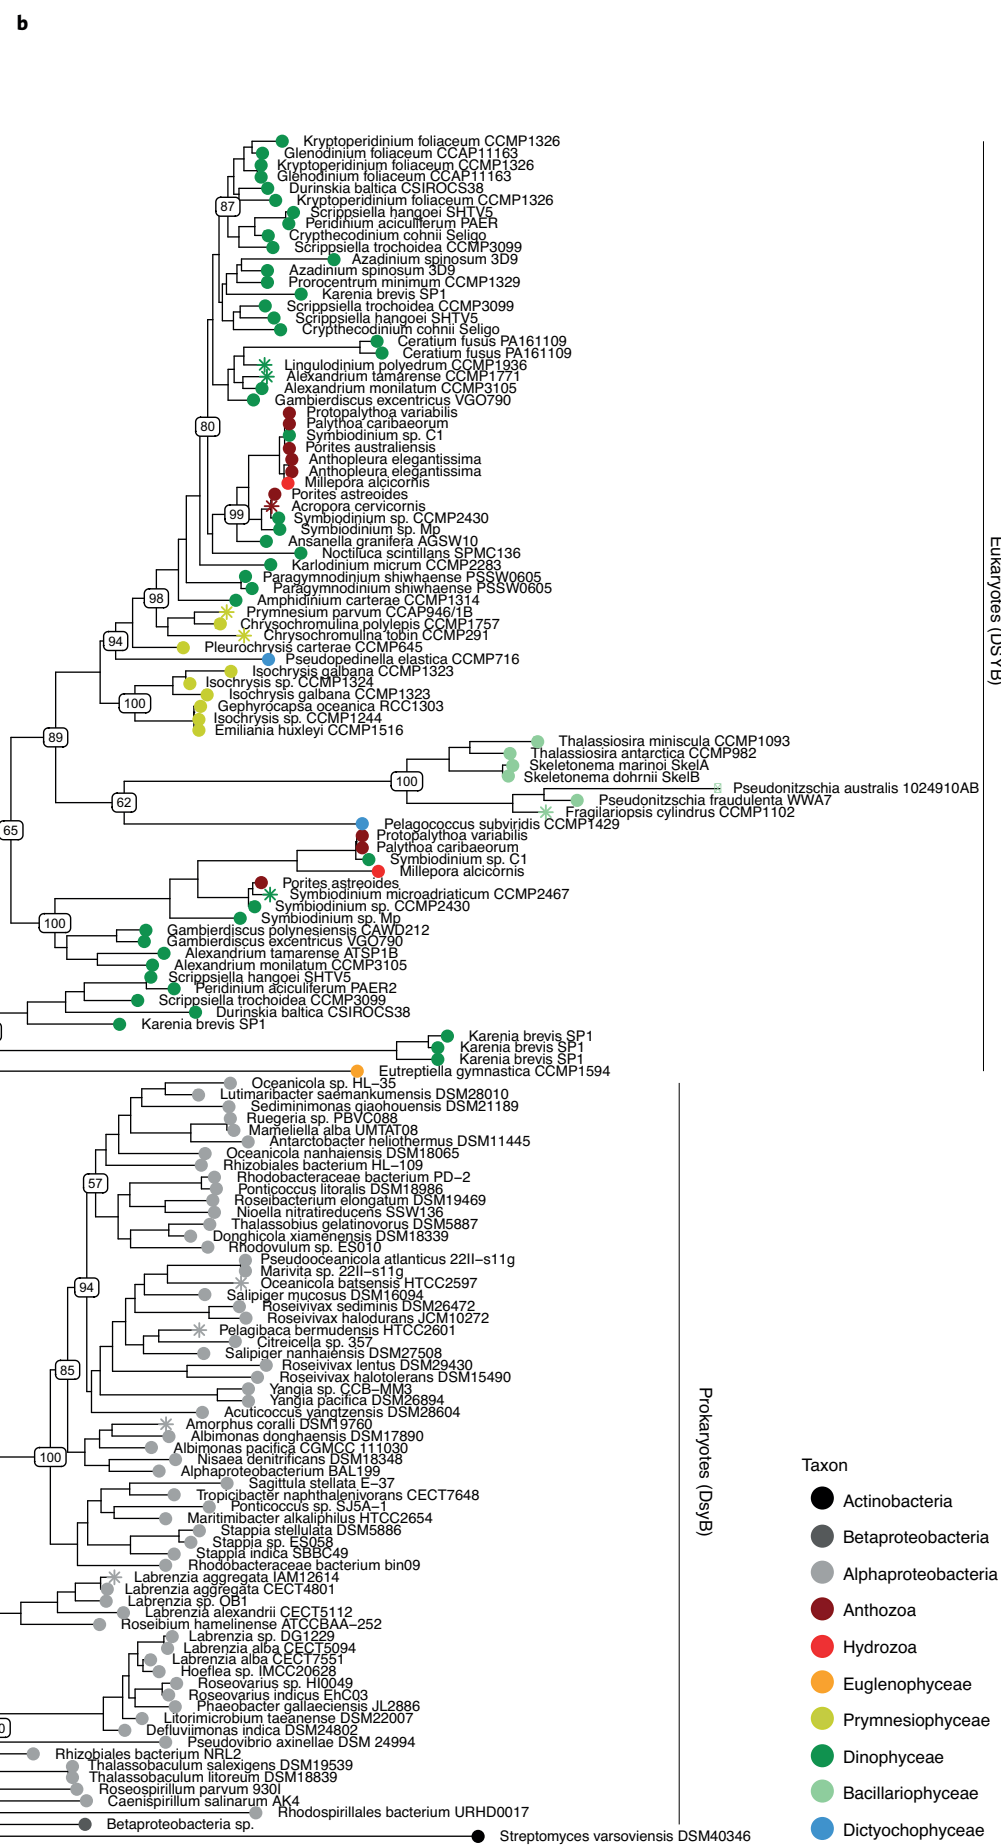 b
Kryptoperidinium foliaceum CCMP1326
Glenodinium foliaceum CCAP11163
Kryptoperidinium foliaceum CCMP1326
Glenodinium foliaceum CCAP11163
Durinskia baltica CSIROCS38
Kryptoperidinium foliaceum CCMP1326
87
Scrippsiella hangoei SHTV5
Peridinium aciculiferum PAER
Crypthecodinium cohnii Seligo
Scrippsiella trochoidea CCMP3099
Azadinium spinosum 3D9
Azadinium spinosum 3D9
Prorocentrum minimum CCMP1329
Karenia brevis SP1
Scrippsiella trochoidea CCMP3099
Scrippsiella hangoei SHTV5
Crypthecodinium cohnii Seligo
Ceratium fusus PA161109
Ceratium fusus PA161109
Lingulodinium polyedrum CCMP1936
Alexandrium tamarense CCMP1771
Alexandrium monilatum CCMP3105
Gambierdiscus excentricus VGO790
Protopalythoa variabilis
Palythoa caribaeorum
80
Symbiodinium sp. C1
Porites australiensis
Anthopleura elegantissima
Anthopleura elegantissima
Millepora alcicornis
Porites astreoides
Acropora cervicornis
99
Symbiodinium sp. CCMP2430
Symbiodinium sp. Mp
Ansanella granifera AGSW10
Noctiluca scintillans SPMC136
Karlodinium micrum CCMP2283
Paragymnodinium shiwhaense PSSW0605
Paragymnodinium shiwhaense PSSW0605
98
Amphidinium carterae CCMP1314
Prymnesium parvum CCAP946/1B
Chrysochromulina polylepis CCMP1757
Chrysochromulina tobin CCMP291
94
Pleurochrysis carterae CCMP645
Pseudopedinella elastica CCMP716
Isochrysis galbana CCMP1323
Isochrysis sp. CCMP1324
Isochrysis galbana CCMP1323
100
Gephyrocapsa oceanica RCC1303
Isochrysis sp. CCMP1244
Emiliania huxleyi CCMP1516
89
Thalassiosira miniscula CCMP1093
Thalassiosira antarctica CCMP982
Skeletonema marinoi SkelA
Skeletonema dohrnii SkelB
100
Pseudonitzschia australis 1024910AB
Pseudonitzschia fraudulenta WWA7
62
Fragilariopsis cylindrus CCMP1102
Pelagococcus subviridis CCMP1429
65
Protopalythoa variabilis
Palythoa caribaeorum
Symbiodinium sp. C1
Millepora alcicornis
Porites astreoides
Symbiodinium microadriaticum CCMP2467
Symbiodinium sp. CCMP2430
Symbiodinium sp. Mp
100
Gambierdiscus polynesiensis CAWD212
Gambierdiscus excentricus VGO790
Alexandrium tamarense ATSP1B
Alexandrium monilatum CCMP3105
Scrippsiella hangoei SHTV5
Peridinium aciculiferum PAER2
Scrippsiella trochoidea CCMP3099
Durinskia baltica CSIROCS38
Karenia brevis SP1
Karenia brevis SP1
Karenia brevis SP1
Karenia brevis SP1
Eutreptiella gymnastica CCMP1594
Eukaryotes (DSYB)
Oceanicola sp. HL−35
Lutimaribacter saemankumensis DSM28010
Sediminimonas qiaohouensis DSM21189
Ruegeria sp. PBVC088
Mameliella alba UMTAT08
Antarctobacter heliothermus DSM11445
Oceanicola nanhaiensis DSM18065
Rhizobiales bacterium HL−109
57
Rhodobacteraceae bacterium PD−2
Ponticoccus litoralis DSM18986
Roseibacterium elongatum DSM19469
Nioella nitratireducens SSW136
Thalassobius gelatinovorus DSM5887
Donghicola xiamenensis DSM18339
Rhodovulum sp. ES010
Pseudooceanicola atlanticus 22II−s11g
Marivita sp. 22II−s11g
94
Oceanicola batsensis HTCC2597
Salipiger mucosus DSM16094
Roseivivax sediminis DSM26472
Roseivivax halodurans JCM10272
Pelagibaca bermudensis HTCC2601
Citreicella sp. 357
Salipiger nanhaiensis DSM27508
85
Roseivivax lentus DSM29430
Roseivivax halotolerans DSM15490
Yangia sp. CCB−MM3
Yangia pacifica DSM26894
Acuticoccus yangtzensis DSM28604
Amorphus coralli DSM19760
Albimonas donghaensis DSM17890
Albimonas pacifica CGMCC 111030
100
Nisaea denitrificans DSM18348
Alphaproteobacterium BAL199
Sagittula stellata E−37
Tropicibacter naphthalenivorans CECT7648
Ponticoccus sp. SJ5A−1
Maritimibacter alkaliphilus HTCC2654
Stappia stellulata DSM5886
Stappia sp. ES058
Stappia indica SBBC49
Rhodobacteraceae bacterium bin09
Labrenzia aggregata IAM12614
Labrenzia aggregata CECT4801
Labrenzia sp. OB1
Labrenzia alexandrii CECT5112
Roseibium hamelinense ATCCBAA−252
Labrenzia sp. DG1229
Labrenzia alba CECT5094
Labrenzia alba CECT7551
Hoeflea sp. IMCC20628
Roseovarius sp. HI0049
Roseovarius indicus EhC03
Phaeobacter gallaeciensis JL2886
Litorimicrobium taeanense DSM22007
0
Defluviimonas indica DSM24802
Pseudovibrio axinellae DSM 24994
Rhizobiales bacterium NRL2
Thalassobaculum salexigens DSM19539
Thalassobaculum litoreum DSM18839
Roseospirillum parvum 930I
Caenispirillum salinarum AK4
Rhodospirillales bacterium URHD0017
Betaproteobacteria sp.
Streptomyces varsoviensis DSM40346
Prokaryotes (DsyB)
Taxon
Actinobacteria
Betaproteobacteria
Alphaproteobacteria
Anthozoa
Hydrozoa
Euglenophyceae
Prymnesiophyceae
Dinophyceae
Bacillariophyceae
Dictyochophyceae